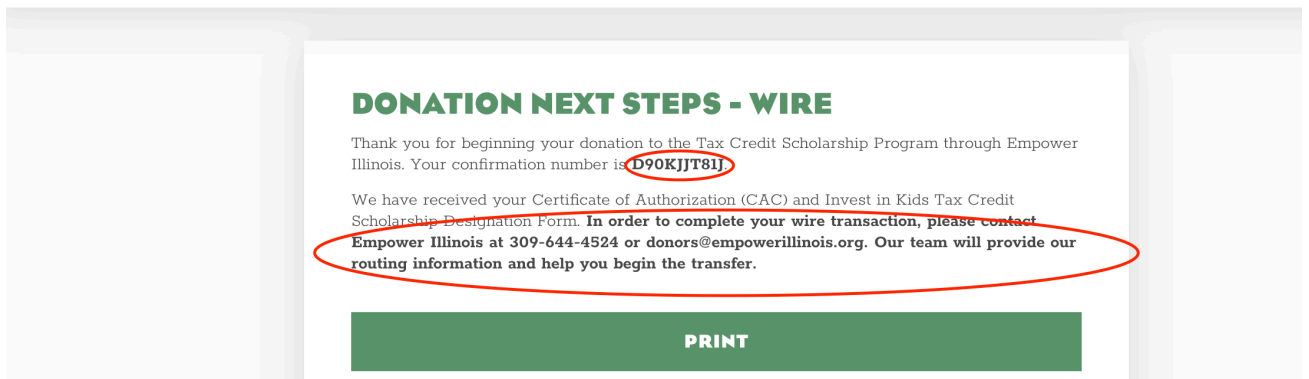 DONATION NEXT STEPS - WIRE
Thank you for beginning your donation to the Tax Credit Scholarship Program through Empower
Illinois. Your confirmation number is D90KJJT81J.
We have received your Certificate of Authorization (CAC) and Invest in Kids Tax Credit
Scholarship Designation Form. In order to complete your wire transaction, please contact
Empower Illinois at 309-644-4524 or donors@empowerillinois.org. Our team will provide our
routing information and help you begin the transfer.
PRINT